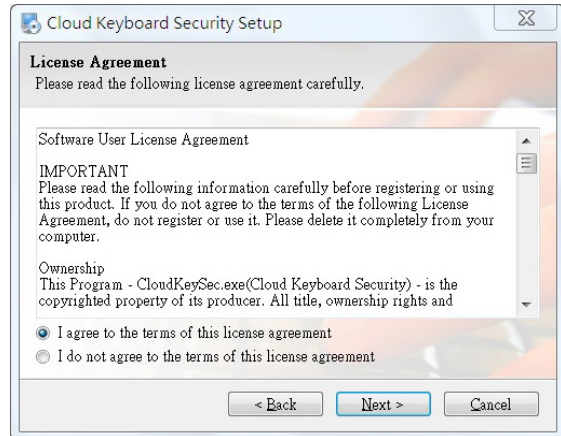 Cloud Keyboard Security Setup
License Agreement
Please read the following license agreement carefully.
Software User License Agreement
IMPORTANT
Please read the following information carefully before registering or using
this product. If you do not agree to the terms of the following License
Agreement, do not register or use it. Please delete it completely from your
computer.
Ownership
This Program - CloudKeySec.exe(Cloud Keyboard Security) - is the
copyrighted property of its producer. All title, ownership rights and
I agree to the terms of this license agreement
I do not agree to the terms of this license agreement
< Back Next > Cancel